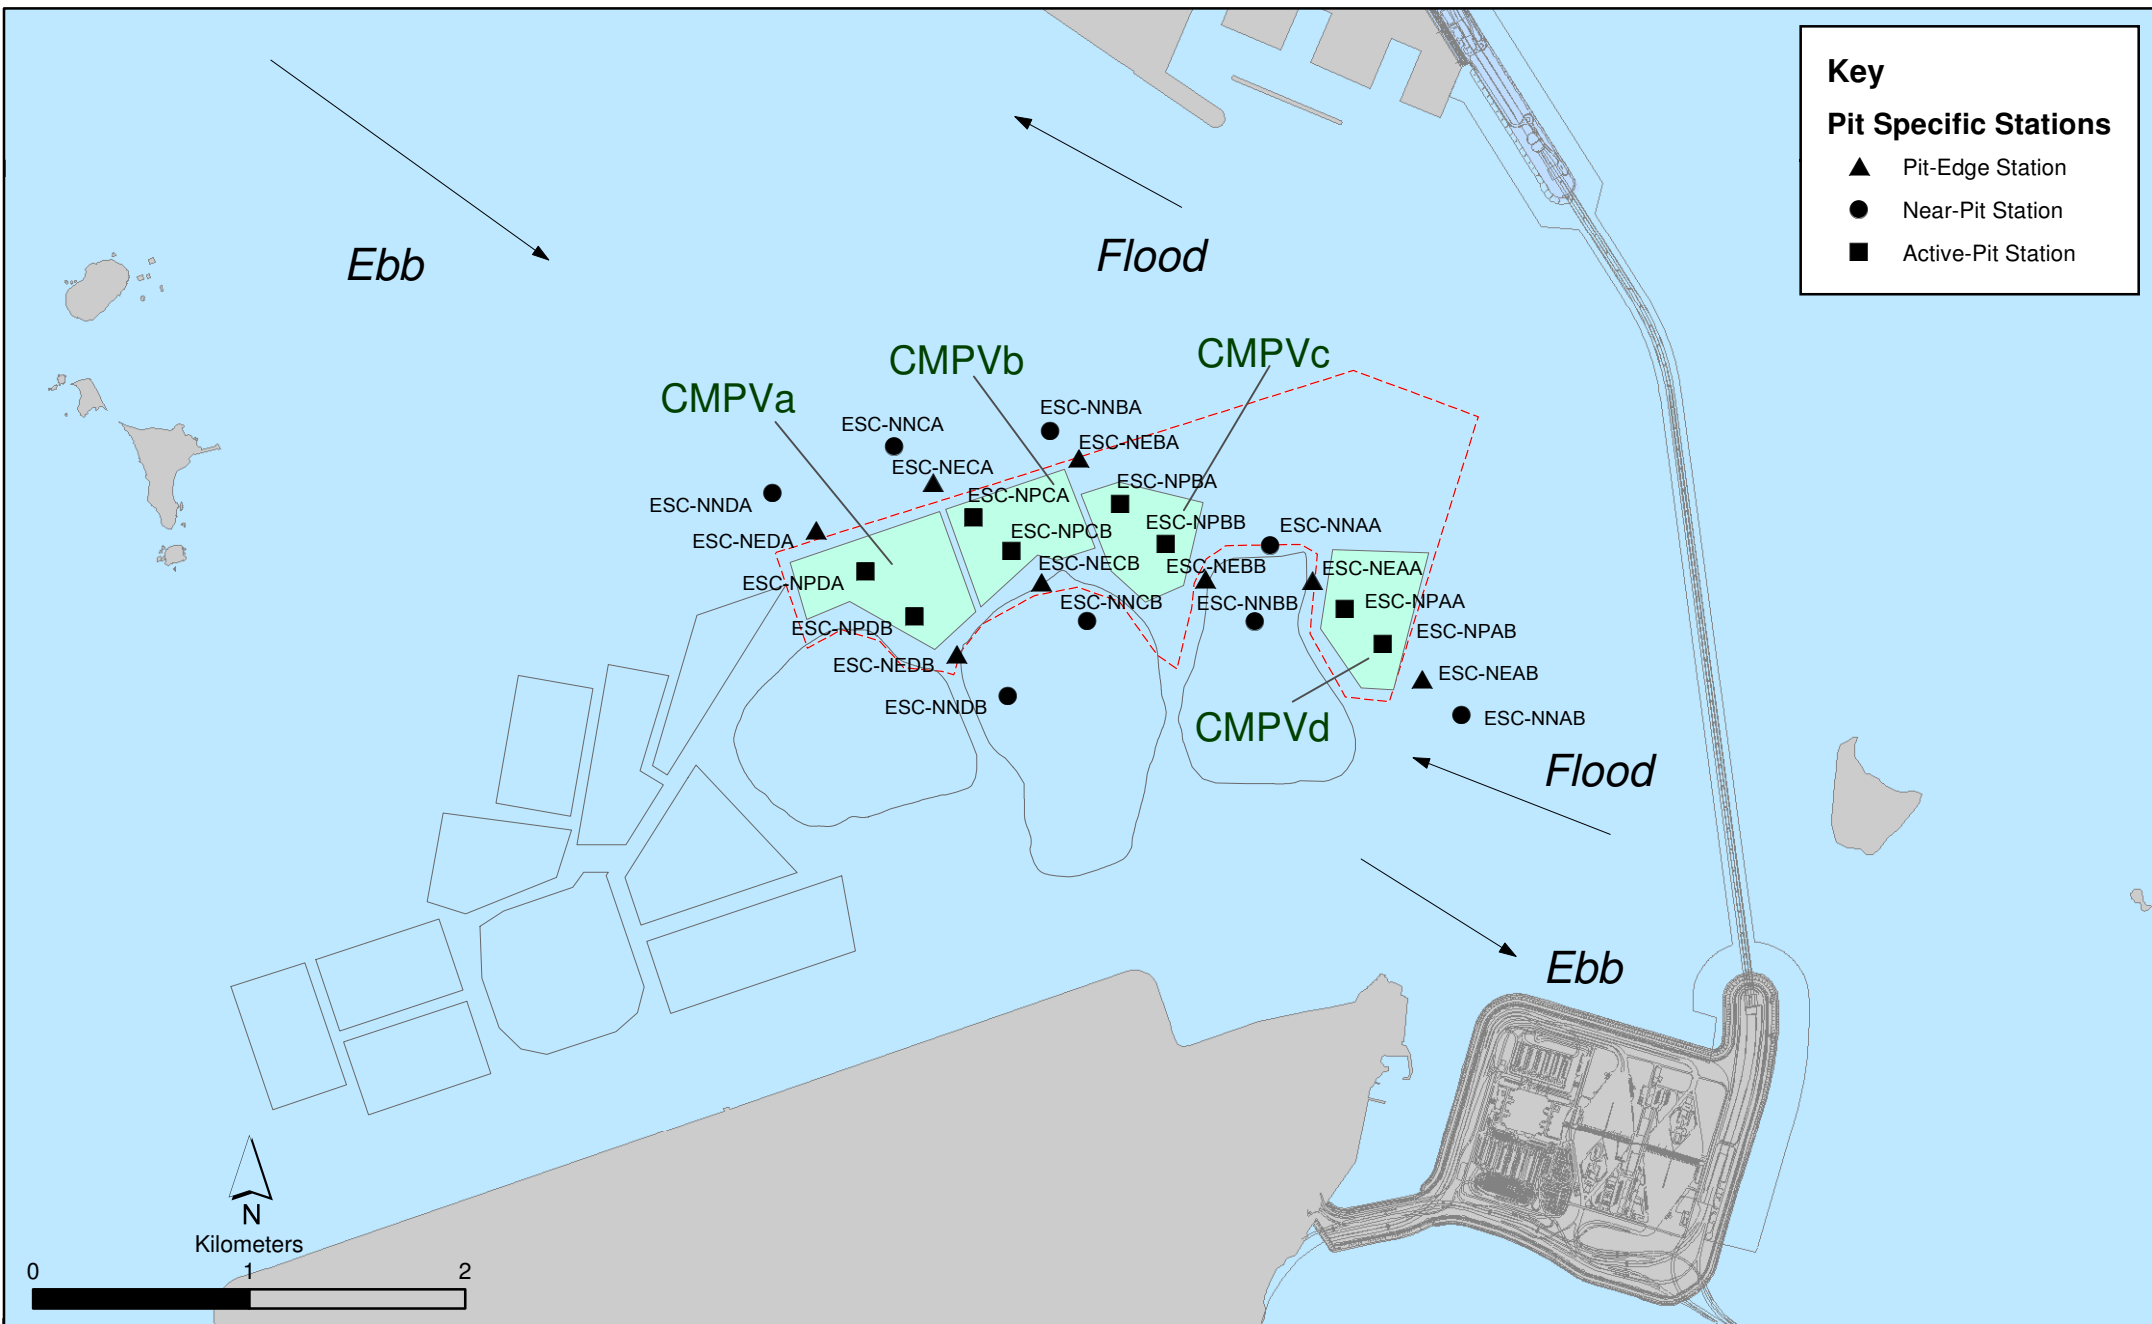 Key
Pit Specific Stations
Pit-Edge Station
Near-Pit Station
Active-Pit Station
Ebb
Flood
CMPVa
CMPVb
CMPVc
ESC-NNCA
ESC-NNBA
ESC-NEBA
ESC-NECA
ESC-NNDA
ESC-NPCA
ESC-NPBA
ESC-NEDA
ESC-NPCB
ESC-NPBB
ESC-NNAA
ESC-NPDA
ESC-NECB
ESC-NEBB
ESC-NEAA
ESC-NNCB
ESC-NNBB
ESC-NPAA
ESC-NPDB
ESC-NPAB
ESC-NEDB
ESC-NEAB
ESC-NNDB
ESC-NNAB
CMPVd
Flood
Ebb
N
Kilometers
0 1 2